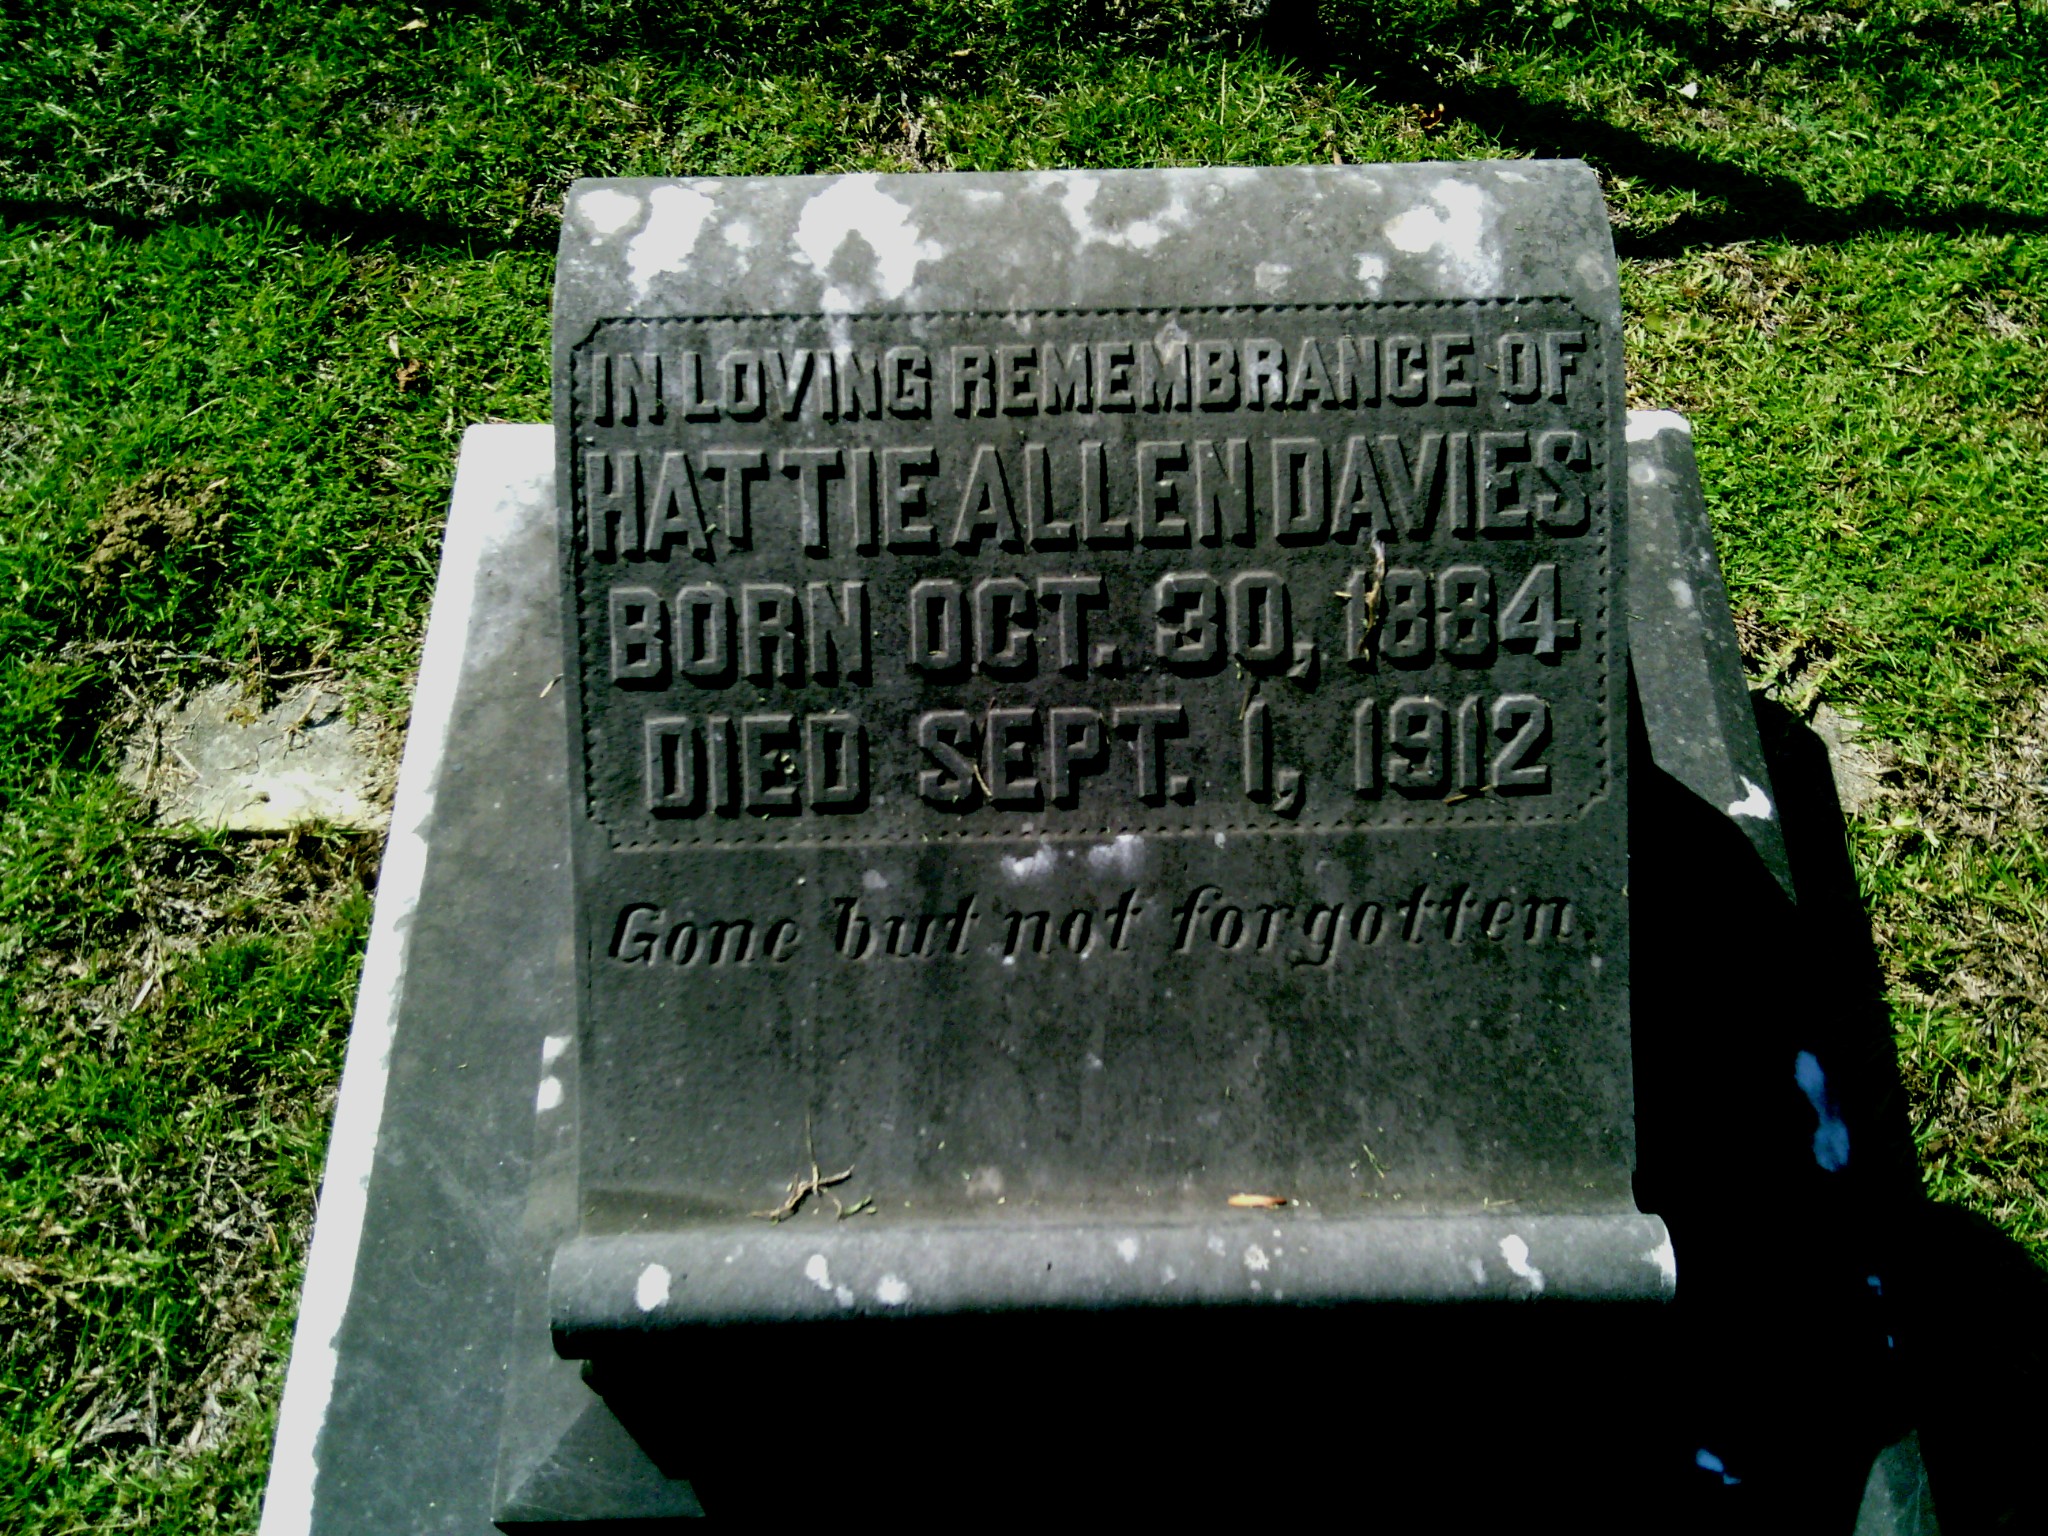 IN LOVING REMEMBRANCE OF
HATTIE ALLEN DAVIES
BORN OCT. 30, 1884
DIED SEPT. 1, 1912
Gone but not forgotten.